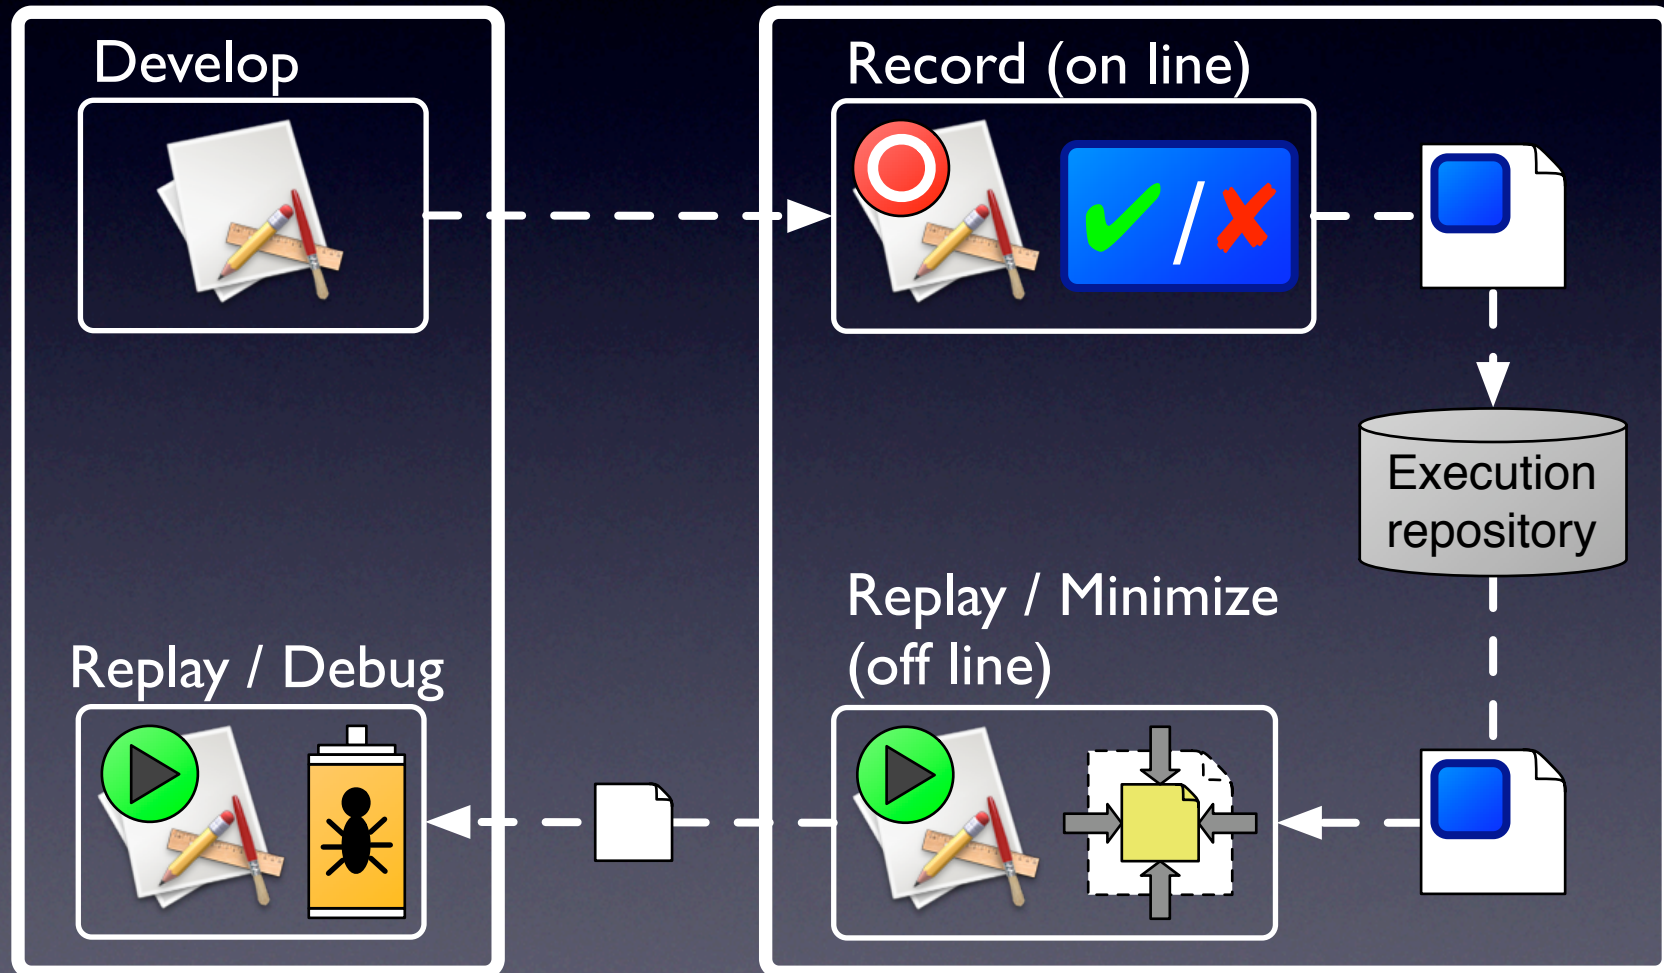 Develop
Record (on line)
Execution
repository
Replay / Debug
Replay / Minimize
(off line)